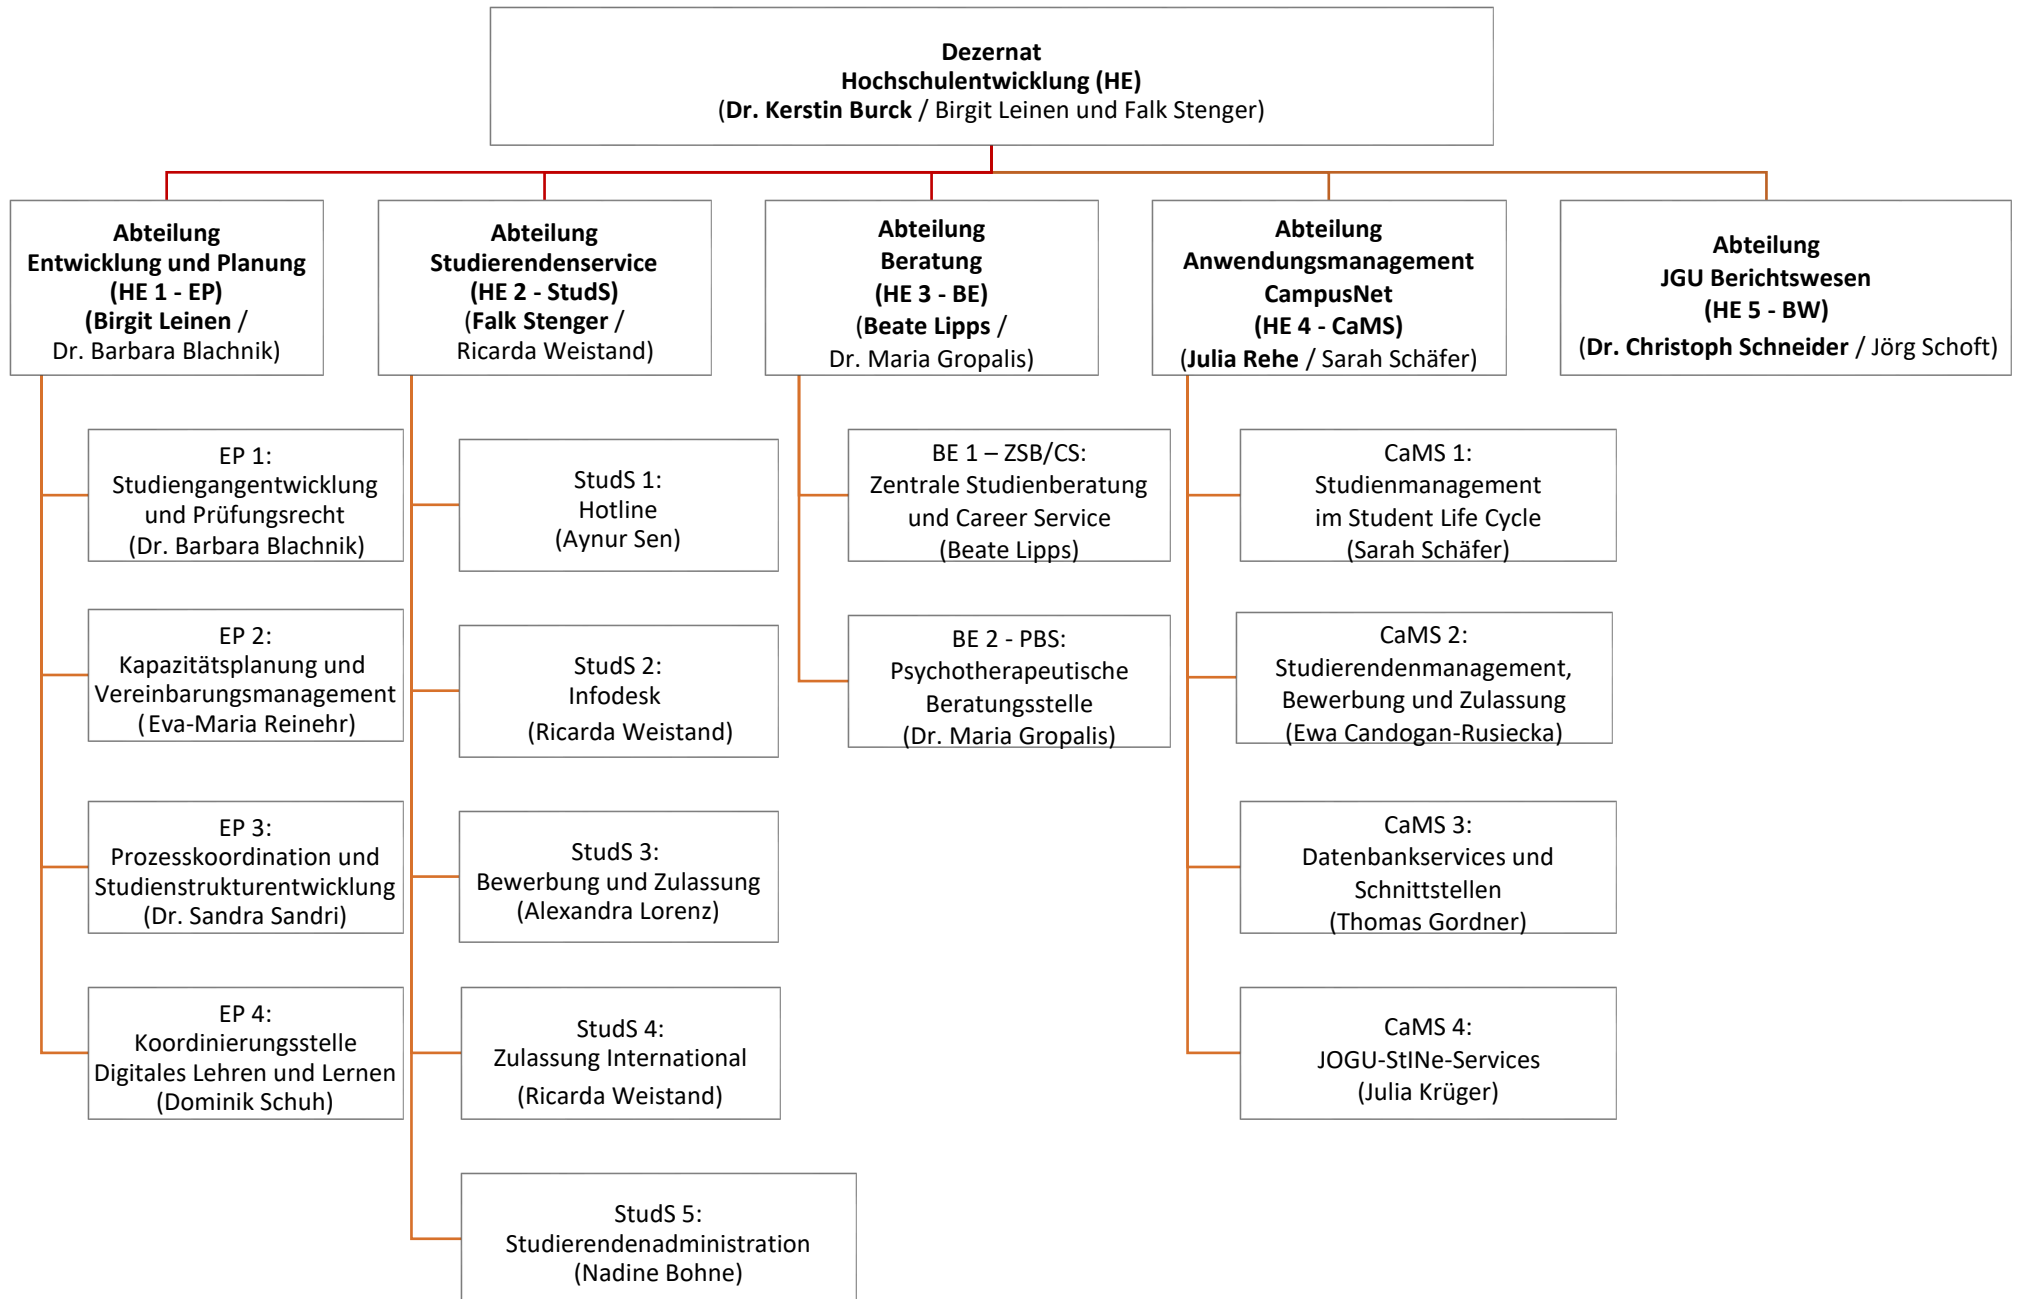 Dezernat
Hochschulentwicklung (HE)
(Dr. Kerstin Burck / Birgit Leinen und Falk Stenger)
Abteilung
Entwicklung und Planung
(HE 1 - EP)
(Birgit Leinen /
Dr. Barbara Blachnik)
EP 1:
Studiengangentwicklung
und Prüfungsrecht
(Dr. Barbara Blachnik)
EP 2:
Kapazitätsplanung und
Vereinbarungsmanagement
(Eva-Maria Reinehr)
EP 3:
Prozesskoordination und
Studienstrukturentwicklung
(Dr. Sandra Sandri)
EP 4:
Koordinierungsstelle
Digitales Lehren und Lernen
(Dominik Schuh)
Abteilung
Studierendenservice
(HE 2 - StudS)
(Falk Stenger /
Ricarda Weistand)
StudS 1:
Hotline
(Aynur Sen)
StudS 2:
Infodesk
(Ricarda Weistand)
StudS 3:
Bewerbung und Zulassung
(Alexandra Lorenz)
StudS 4:
Zulassung International
(Ricarda Weistand)
StudS 5:
Studierendenadministration
(Nadine Bohne)
Abteilung
Beratung
(HE 3 - BE)
(Beate Lipps /
Dr. Maria Gropalis)
BE 1 – ZSB/CS:
Zentrale Studienberatung
und Career Service
(Beate Lipps)
BE 2 - PBS:
Psychotherapeutische
Beratungsstelle
(Dr. Maria Gropalis)
Abteilung
Anwendungsmanagement
CampusNet
(HE 4 - CaMS)
(Julia Rehe / Sarah Schäfer)
CaMS 1:
Studienmanagement
im Student Life Cycle
(Sarah Schäfer)
CaMS 2:
Studierendenmanagement,
Bewerbung und Zulassung
(Ewa Candogan-Rusiecka)
CaMS 3:
Datenbankservices und
Schnittstellen
(Thomas Gordner)
CaMS 4:
JOGU-StINe-Services
(Julia Krüger)
Abteilung
JGU Berichtswesen
(HE 5 - BW)
(Dr. Christoph Schneider / Jörg Schoft)